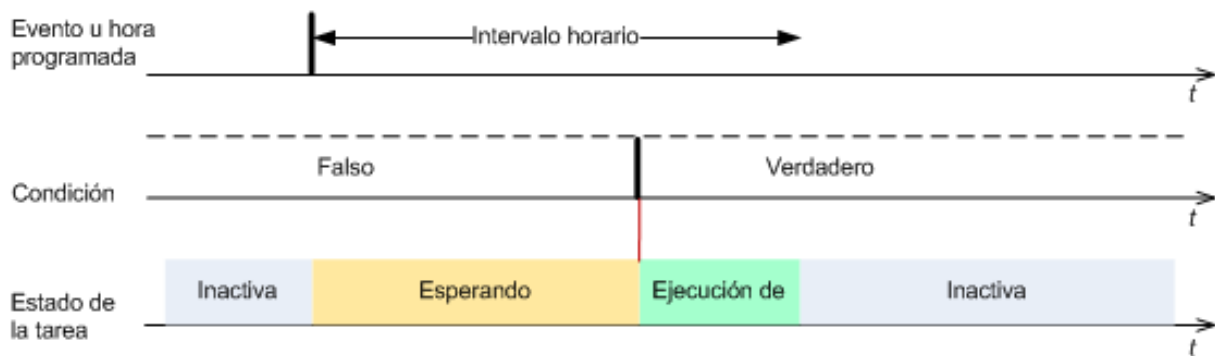 Evento u hora
programada
Intervalo horario
t
Falso
Verdadero
Condición
t
Inactiva
Esperando
Ejecución de
Inactiva
Estado de
la tarea
t